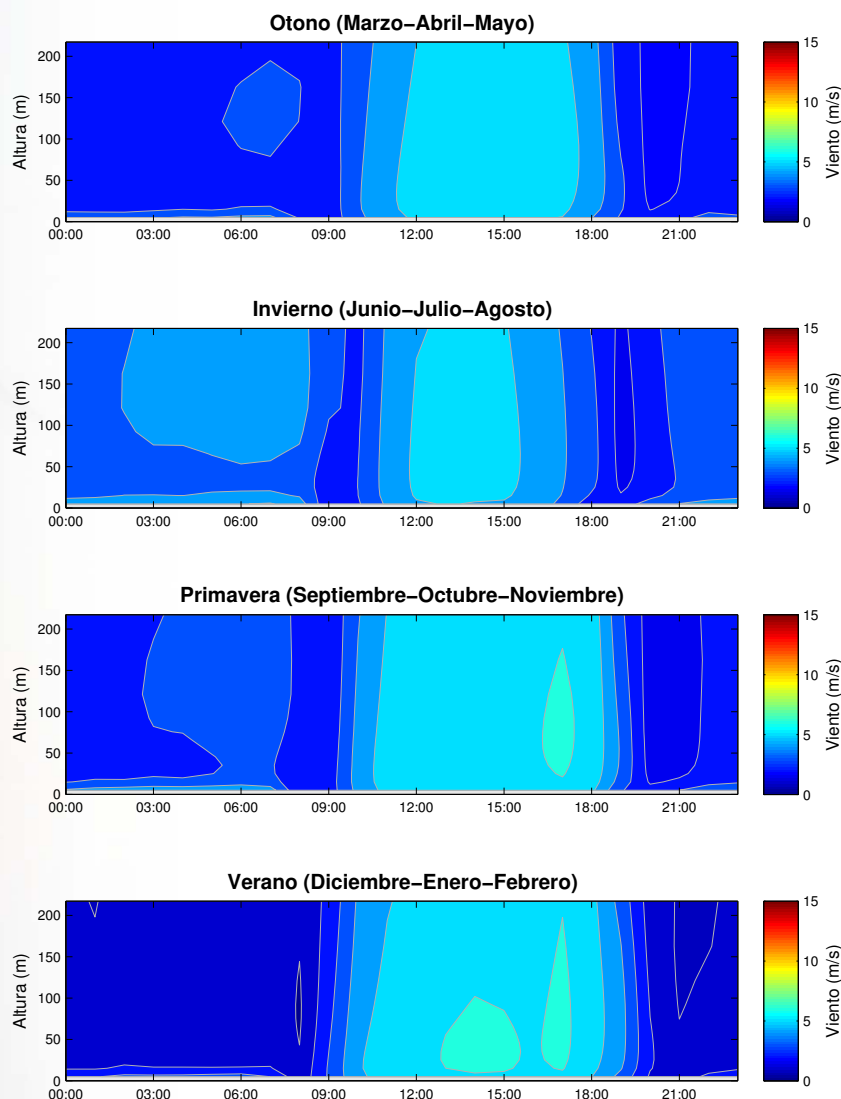 Otono (Marzo−Abril−Mayo)
Altura (m)
200
150
100
50
0
00:00 03:00 06:00 09:00 12:00 15:00 18:00 21:00
15
10
5
0
Viento (m/s)
Invierno (Junio−Julio−Agosto)
Altura (m)
200
150
100
50
0
00:00 03:00 06:00 09:00 12:00 15:00 18:00 21:00
15
10
5
0
Viento (m/s)
Primavera (Septiembre−Octubre−Noviembre)
Altura (m)
200
150
100
50
0
00:00 03:00 06:00 09:00 12:00 15:00 18:00 21:00
15
10
5
0
Viento (m/s)
Verano (Diciembre−Enero−Febrero)
Altura (m)
200
150
100
50
0
00:00 03:00 06:00 09:00 12:00 15:00 18:00 21:00
15
10
5
0
Viento (m/s)